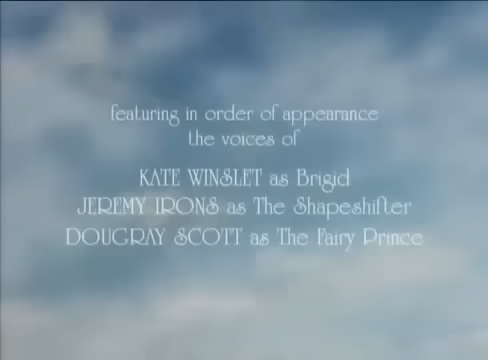 featuring in order of appearance
the voices of
KATE WINSLET as Brigid
JEREMY IRONS as The Shapeshifter
DOUGRAY SCOTT as The Fairy Prince